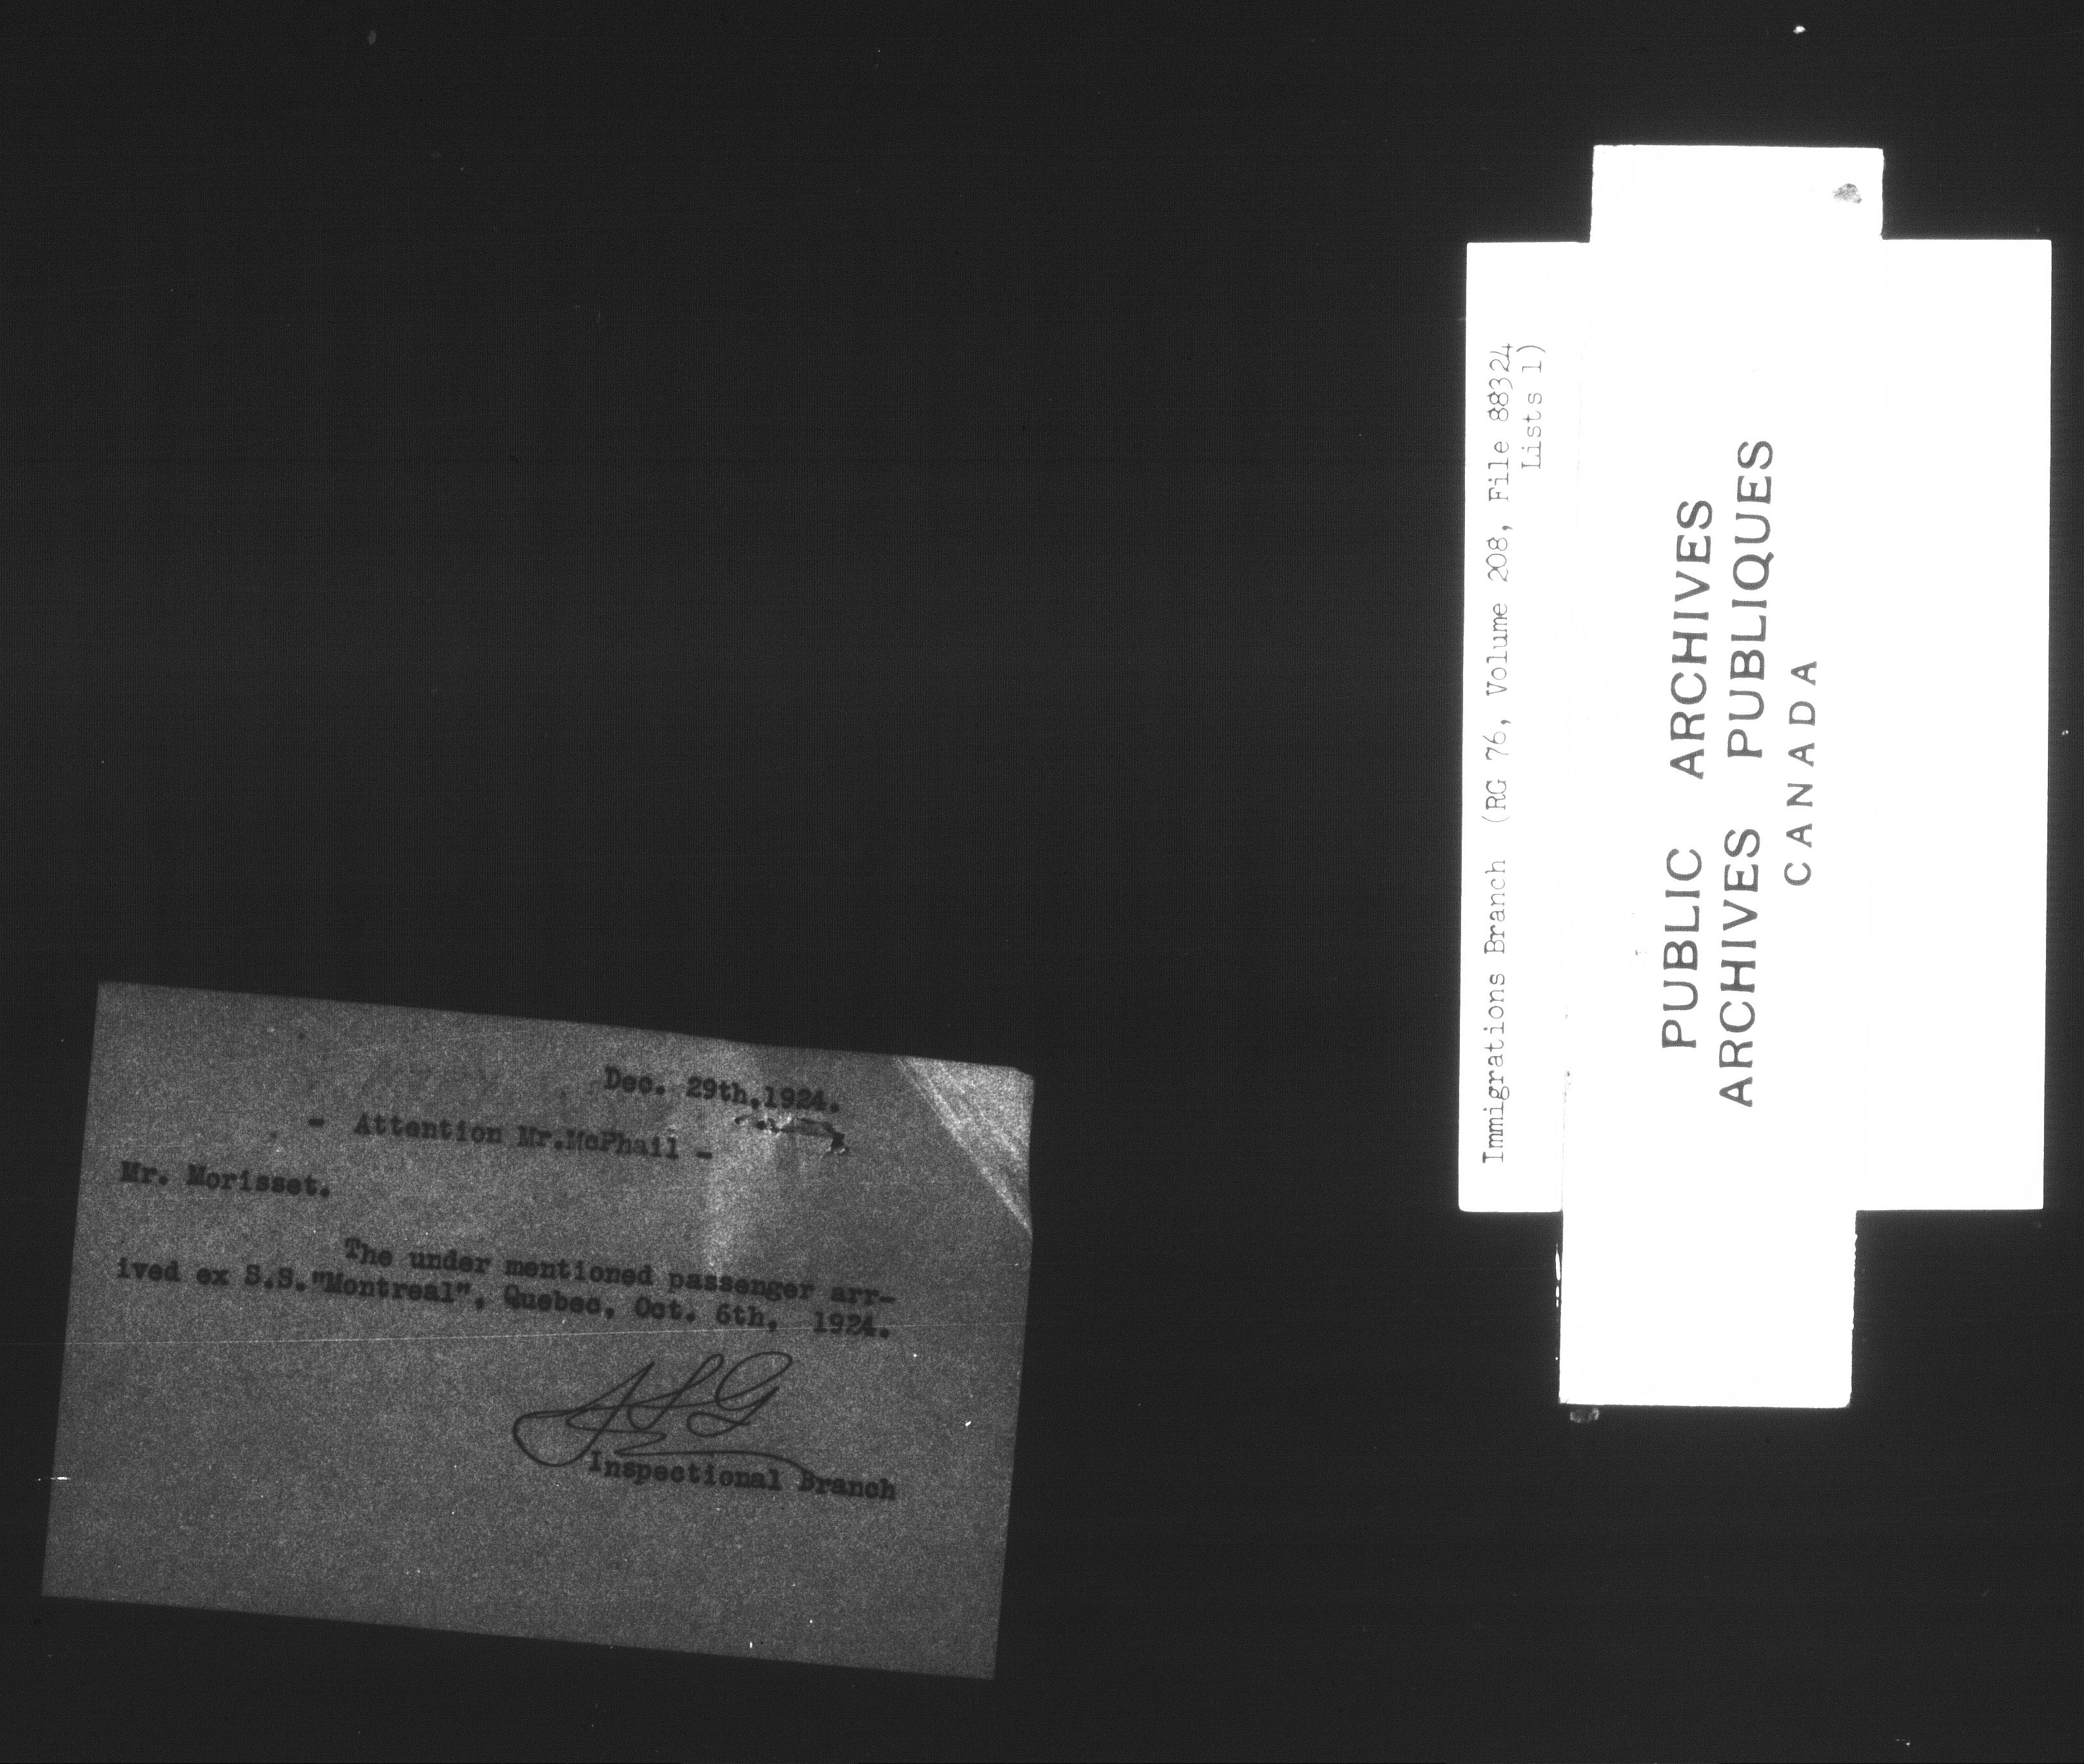 Dec. 29th,1924.
- Attention Mr.McPhail -
Mr. Morisset.
The under mentioned passenger arr-
ived ex S.S."Montreal", Quebec, Oct. 6th, 1924.
Inspectional Branch
Immigrations Branch (RG 76, Volume 208, File 88324
Lists 1)
PUBLIC ARCHIVES
ARCHIVES PUBLIQUES
CANADA